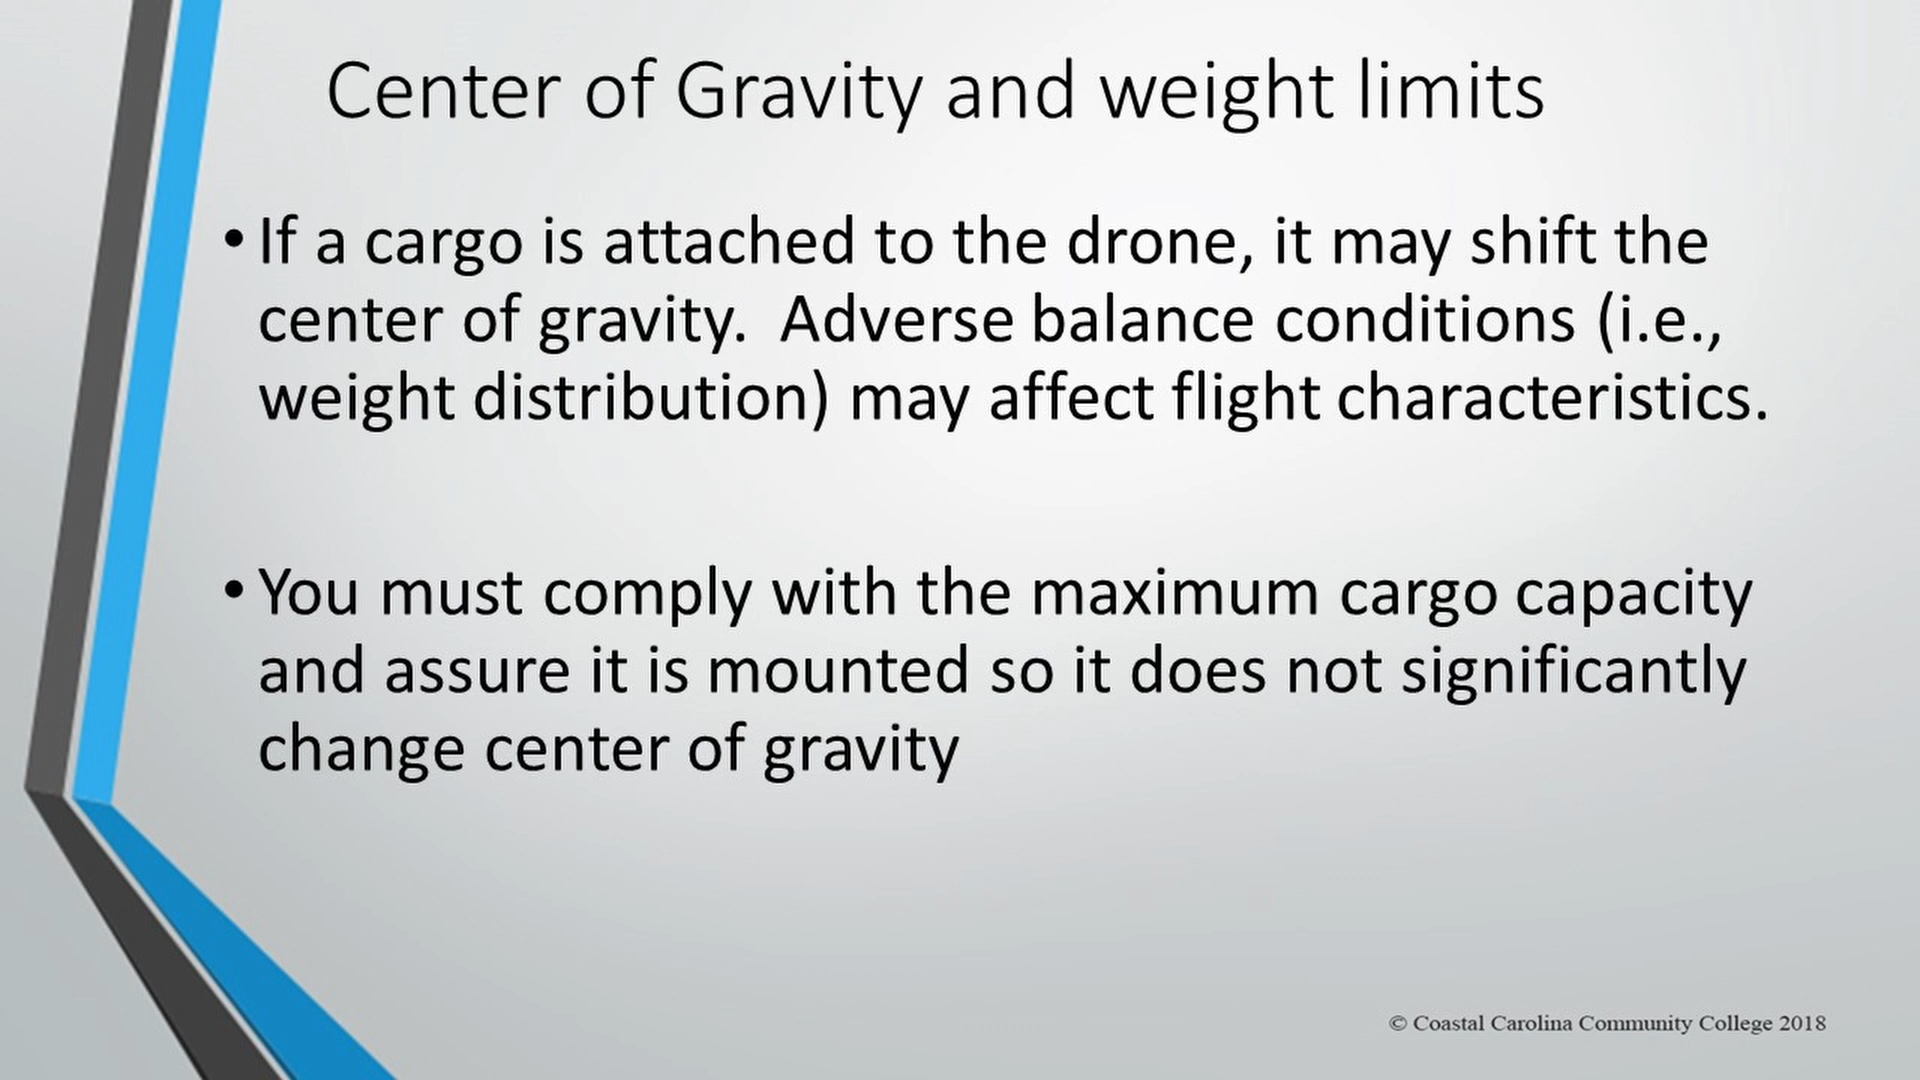 Center of Gravity and weight limits
• If a cargo is attached to the drone, it may shift the
center of gravity.  Adverse balance conditions (i.e.,
weight distribution) may affect flight characteristics.
• You must comply with the maximum cargo capacity
and assure it is mounted so it does not significantly
change center of gravity
© Coastal Carolina Community College 2018